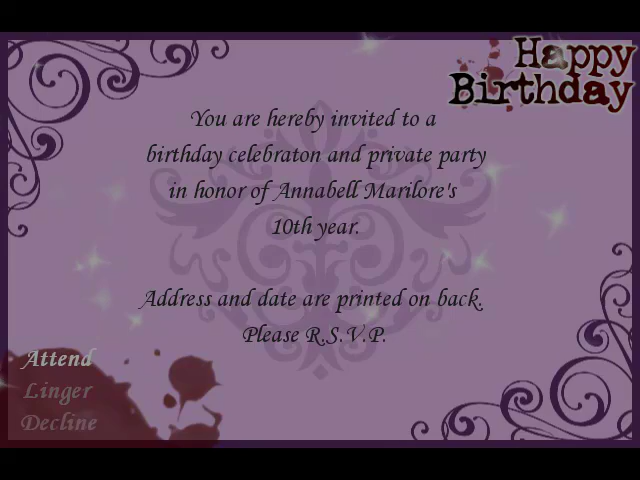 Happy
Birthday
You are hereby invited to a
birthday celebraton and private party
in honor of Annabell Marilore's
10th year.
Address and date are printed on back.
Please R.S.V.P.
Attend
Linger
Decline